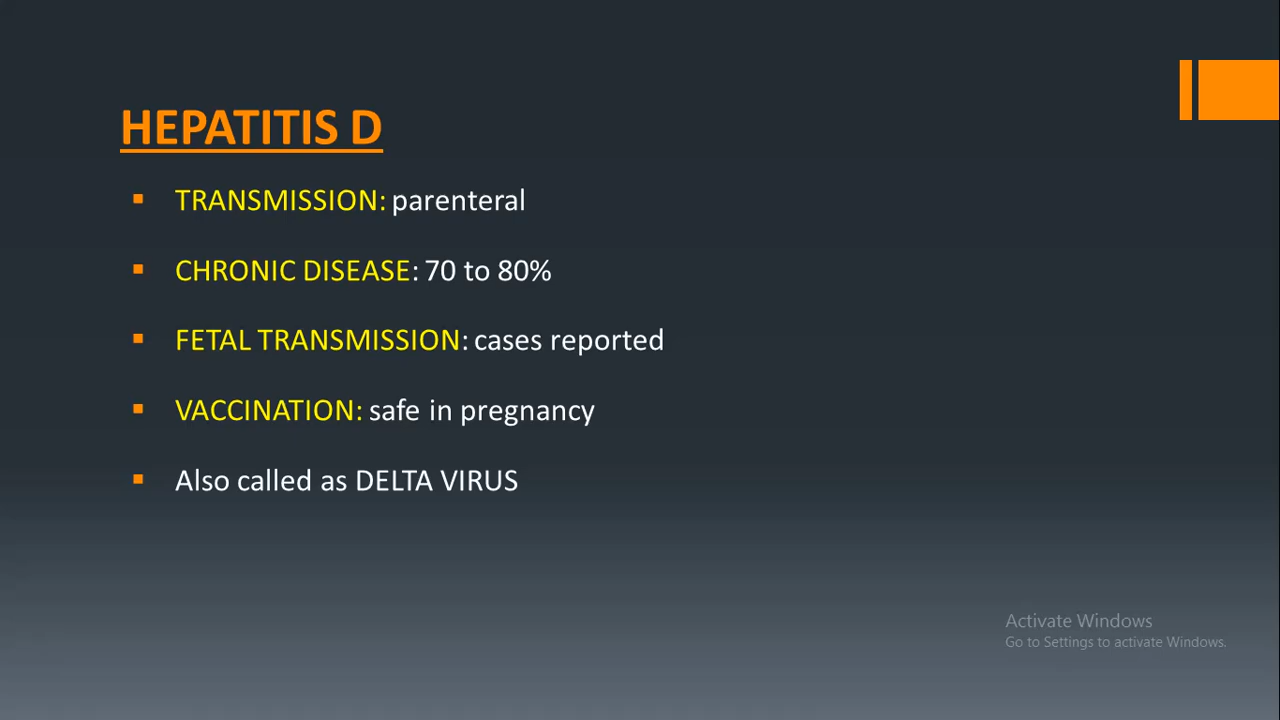 HEPATITIS D
TRANSMISSION: parenteral
CHRONIC DISEASE: 70 to 80%
FETAL TRANSMISSION: cases reported
VACCINATION: safe in pregnancy
Also called as DELTA VIRUS
Activate Windows
Go to Settings to activate Windows.